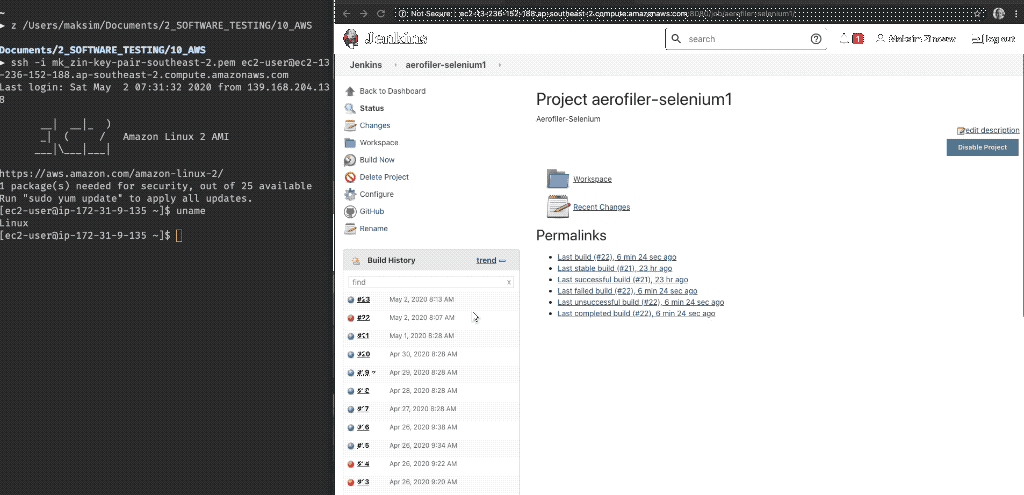 ~
▸ z /Users/maksim/Documents/2_SOFTWARE_TESTING/10_AWS
Documents/2_SOFTWARE_TESTING/10_AWS
▸ ssh -i mk_zin-key-pair-southeast-2.pem ec2-user@ec2-13
-236-152-188.ap-southeast-2.compute.amazonaws.com
Last login: Sat May  2 07:31:32 2020 from 139.168.204.13
8
__|  __|_  )
_|  (     /   Amazon Linux 2 AMI
___|\___|___|
https://aws.amazon.com/amazon-linux-2/
1 package(s) needed for security, out of 25 available
Run "sudo yum update" to apply all updates.
[ec2-user@ip-172-31-9-135 ~]$ uname
Linux
[ec2-user@ip-172-31-9-135 ~]$
Not Secure
ec2-13-236-152-188.ap-southeast-2.compute.amazonaws.com
Jenkins
search
1
log out
Jenkins
aerofiler-selenium1
Back to Dashboard
Status
Changes
Workspace
Build Now
Delete Project
Configure
GitHub
Rename
Build History
trend
find
x
#23 May 2, 2020 8:13 AM
#22 May 2, 2020 8:07 AM
#21 May 1, 2020 8:28 AM
#20 Apr 30, 2020 8:28 AM
#19 Apr 29, 2020 8:28 AM
#18 Apr 28, 2020 8:28 AM
#17 Apr 27, 2020 8:28 AM
#16 Apr 26, 2020 9:38 AM
#15 Apr 26, 2020 9:34 AM
#14 Apr 26, 2020 9:22 AM
#13 Apr 26, 2020 9:20 AM
Project aerofiler-selenium1
Aerofiler-Selenium
edit description
Disable Project
Workspace
Recent Changes
Permalinks
Last build (#22), 6 min 24 sec ago
Last stable build (#21), 23 hr ago
Last successful build (#21), 23 hr ago
Last failed build (#22), 6 min 24 sec ago
Last unsuccessful build (#22), 6 min 24 sec ago
Last completed build (#22), 6 min 24 sec ago